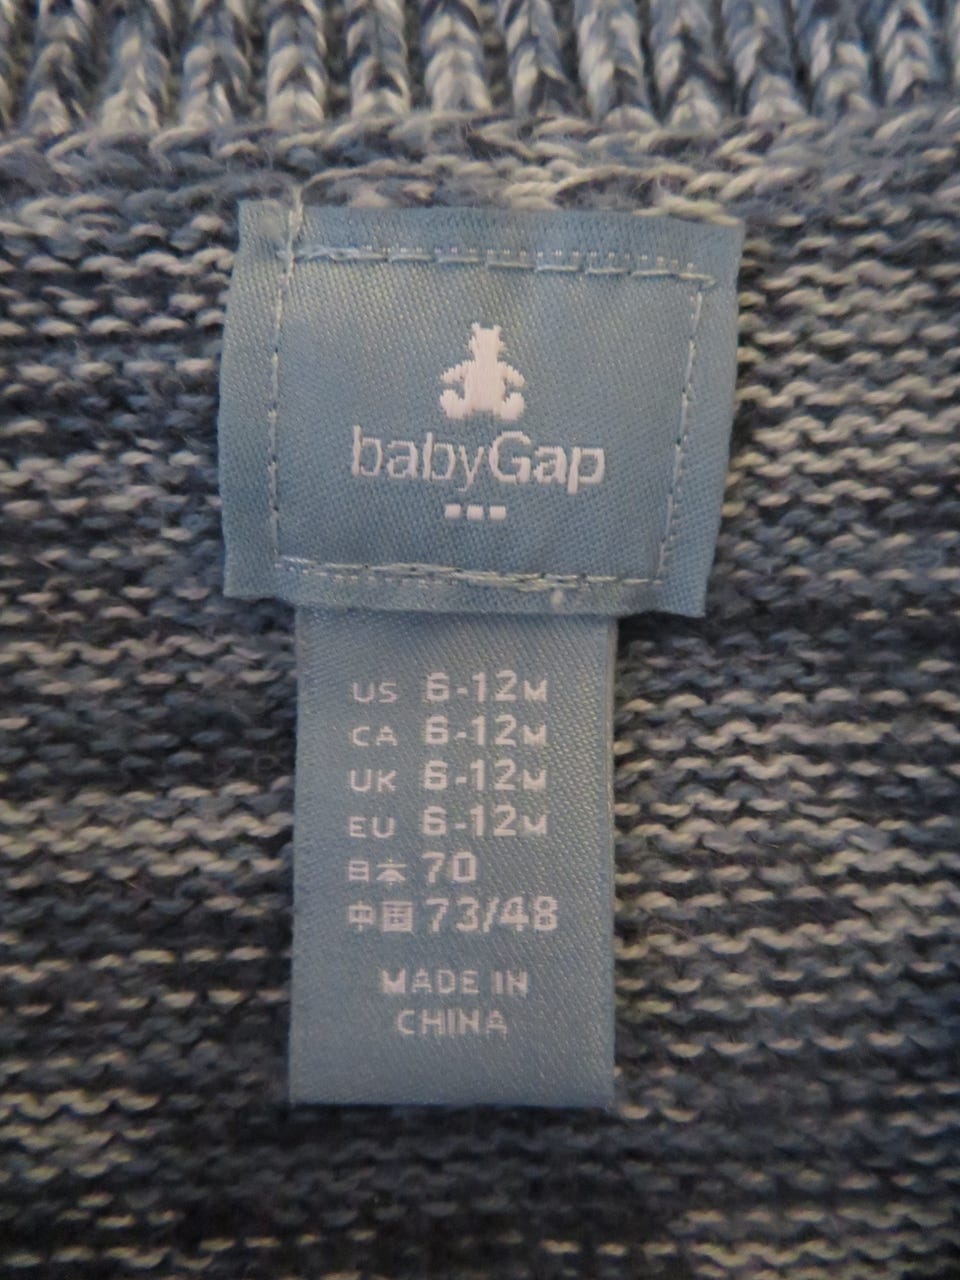 babyGap
US 6-12M
CA 6-12M
UK 6-12M
EU 6-12M
日本 70
中国 73/48
MADE IN
CHINA